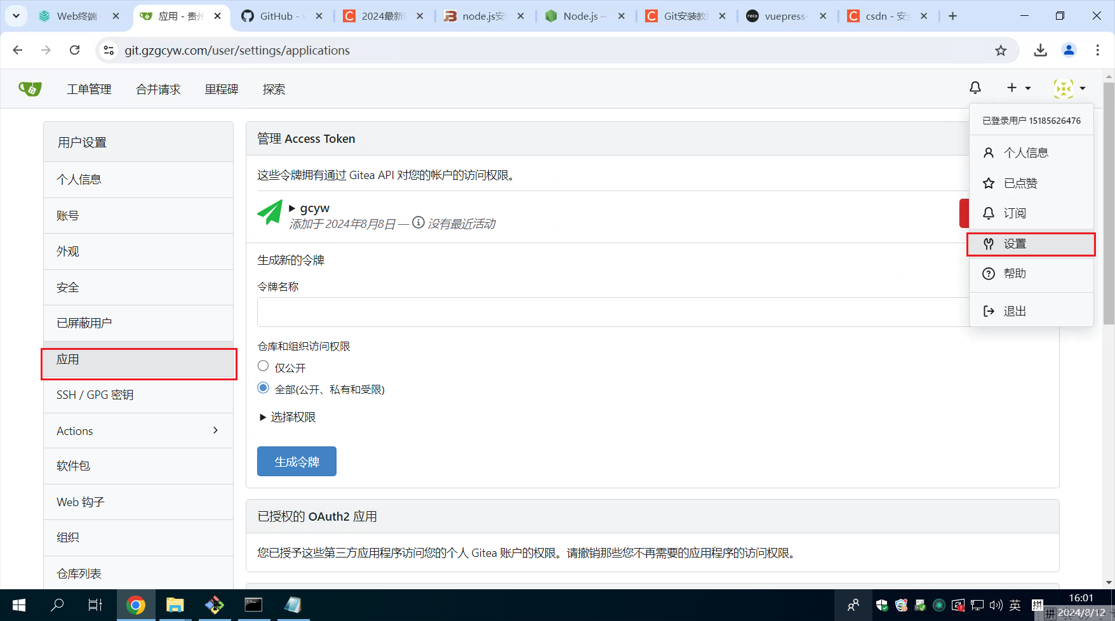 Web终端
应用 - 贵州
GitHub -
2024最新
node.js安
Node.js —
Git安装教
vuepress-
csdn - 安
git.gzgcyw.com/user/settings/applications
工单管理 合并请求 里程碑 探索
已登录用户 15185626476
个人信息
已点赞
订阅
设置
帮助
退出
用户设置
个人信息
账号
外观
安全
已屏蔽用户
应用
SSH / GPG 密钥
Actions
软件包
Web 钩子
组织
仓库列表
管理 Access Token
这些令牌拥有通过 Gitea API 对您的帐户的访问权限。
gcyw
添加于 2024年8月8日 — 没有最近活动
生成新的令牌
令牌名称
仓库和组织访问权限
仅公开
全部(公开、私有和受限)
选择权限
生成令牌
已授权的 OAuth2 应用
您已授予这些第三方应用程序访问您的个人 Gitea 账户的权限。请撤销那些您不再需要的应用程序的访问权限。
英
拼
16:01
2024/8/12